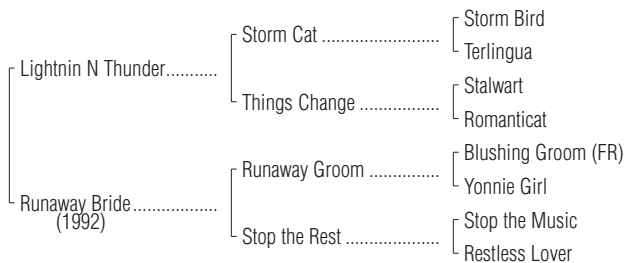 Storm Bird
Storm Cat ........................
Terlingua
Lightnin N Thunder...........
Stalwart
Things Change .................
Romanticat
Blushing Groom (FR)
Runaway Groom ...............
Yonnie Girl
Runaway Bride..................
(1992)
Stop the Music
Stop the Rest ....................
Restless Lover